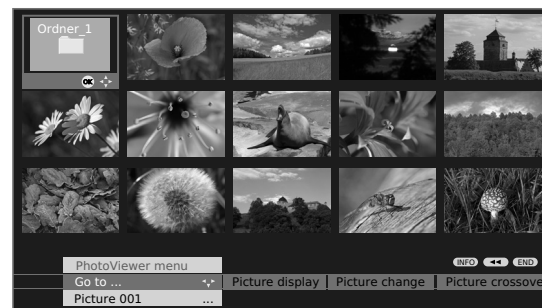 Ordner_1
OK
INFO END
PhotoViewer menu
Go to ... Picture display Picture change Picture crossove
Picture 001 ...